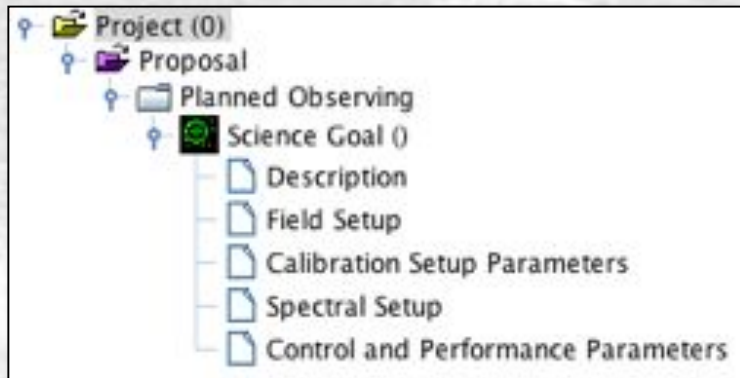 Project (0)
Proposal
Planned Observing
Science Goal ()
Description
Field Setup
Calibration Setup Parameters
Spectral Setup
Control and Performance Parameters